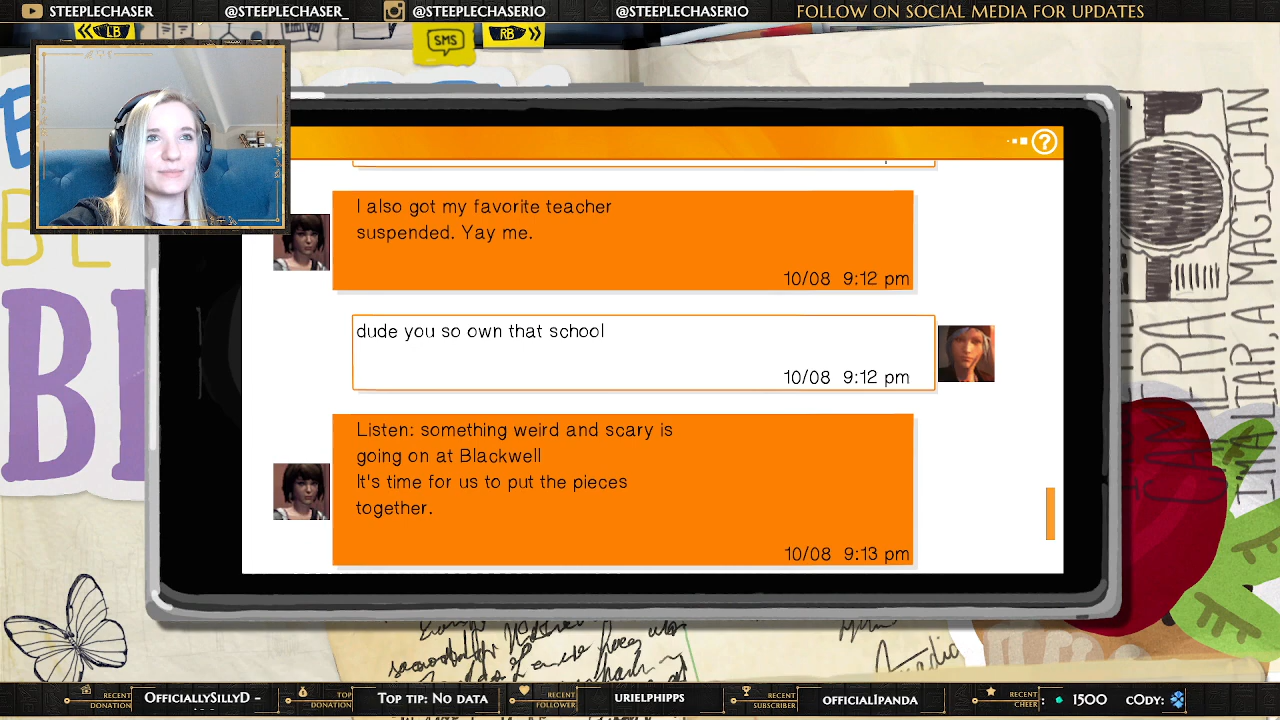 STEEPLECHASER
@STEEPLECHASER_
@STEEPLECHASERIO
@STEEPLECHASERIO
FOLLOW ON SOCIAL MEDIA FOR UPDATES
LB
SMS
RB
?
I also got my favorite teacher
suspended. Yay me.
10/08 9:12 pm
dude you so own that school
10/08 9:12 pm
Listen: something weird and scary is
going on at Blackwell
It's time for us to put the pieces
together.
10/08 9:13 pm
CAMERA
I'M A LIAR, A MAGICIAN
RECENT DONATION
OFFICIALLYSILLYD –
TOP DONATION
TOP TIP: NO DATA
RECENT FOLLOWER
URIELPHIPPS
RECENT SUBSCRIBER
OFFICIAL1PANDA
RECENT CHEER
: 1500 CODY: